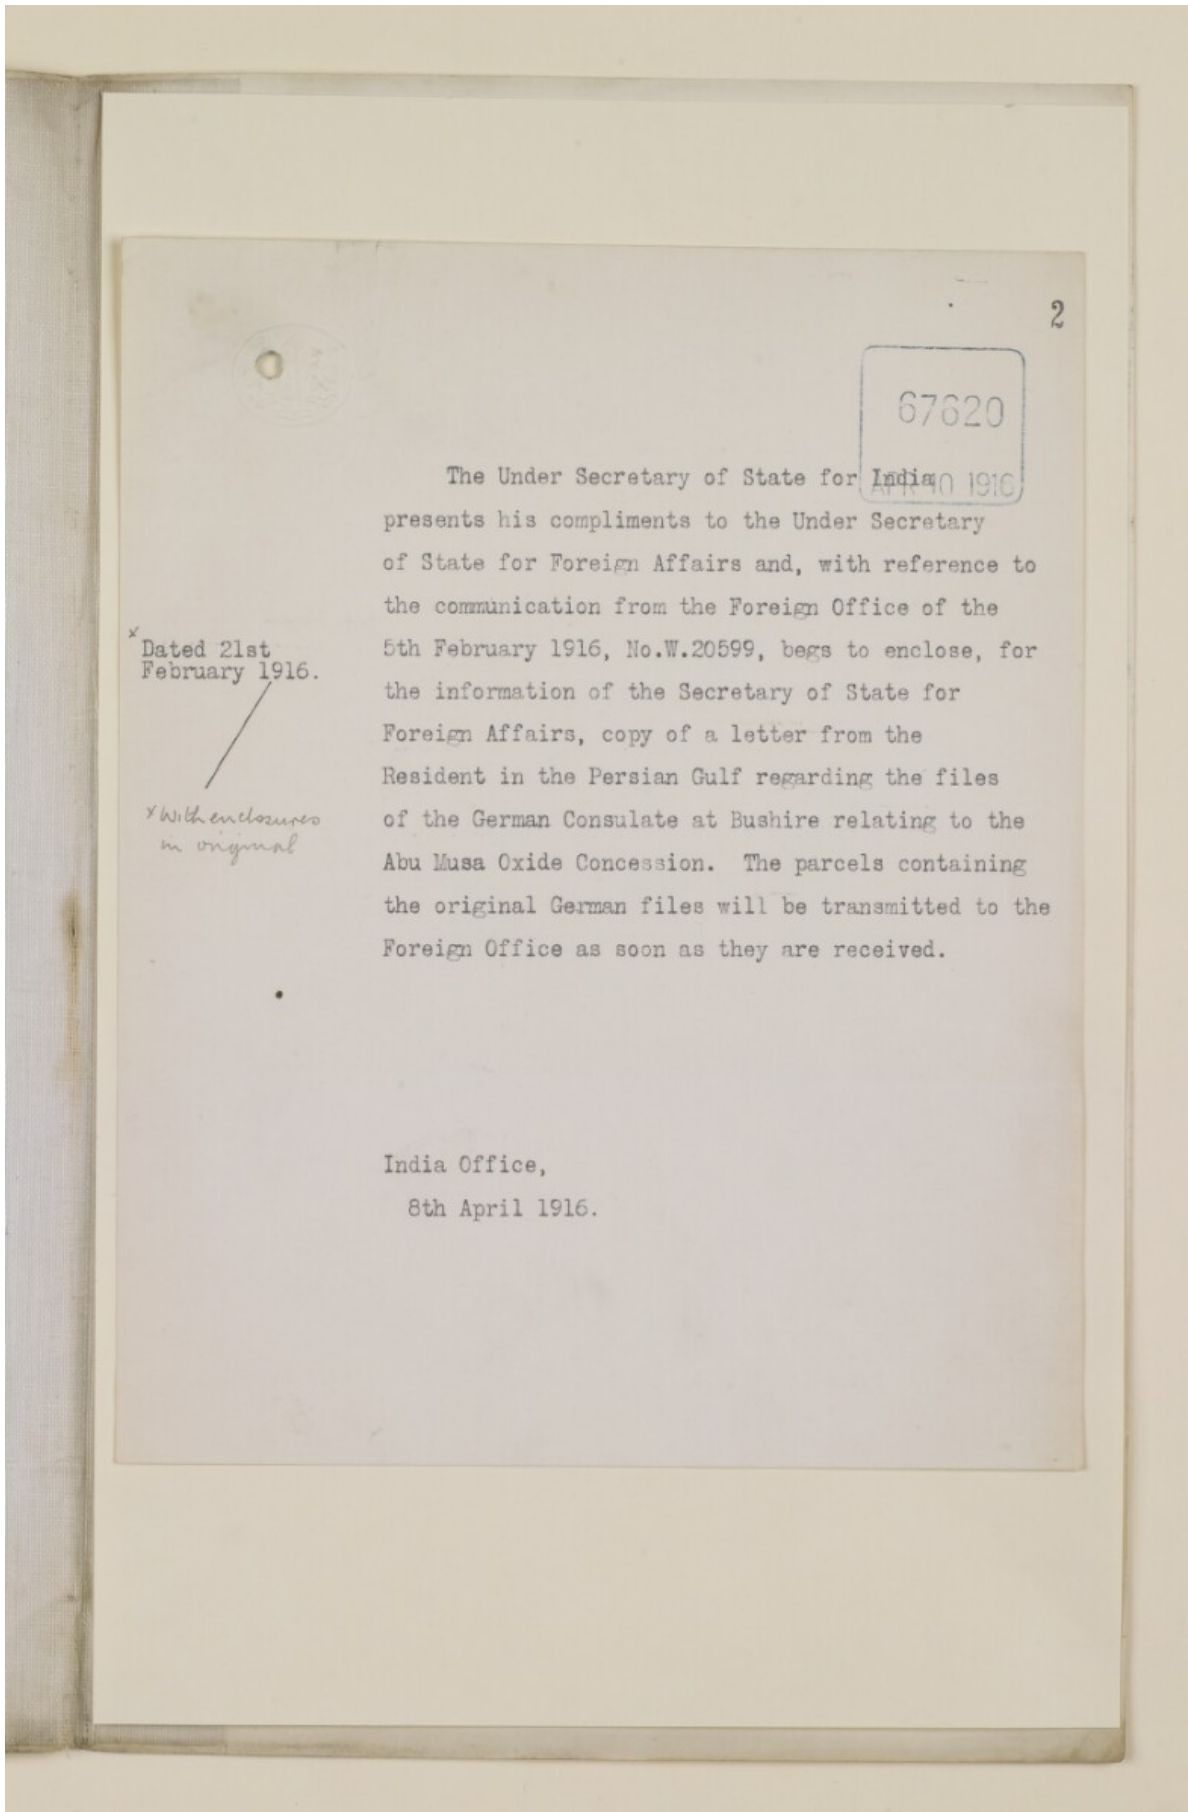 2
67620
APR 10 1916
The Under Secretary of State for India
presents his compliments to the Under Secretary
of State for Foreign Affairs and, with reference to
the communication from the Foreign Office of the
5th February 1916, No.W.20599, begs to enclose, for
the information of the Secretary of State for
Foreign Affairs, copy of a letter from the
Resident in the Persian Gulf regarding the files
of the German Consulate at Bushire relating to the
Abu Musa Oxide Concession. The parcels containing
the original German files will be transmitted to the
Foreign Office as soon as they are received.
x
Dated 21st
February 1916.
x With enclosures
in original
India Office,
8th April 1916.